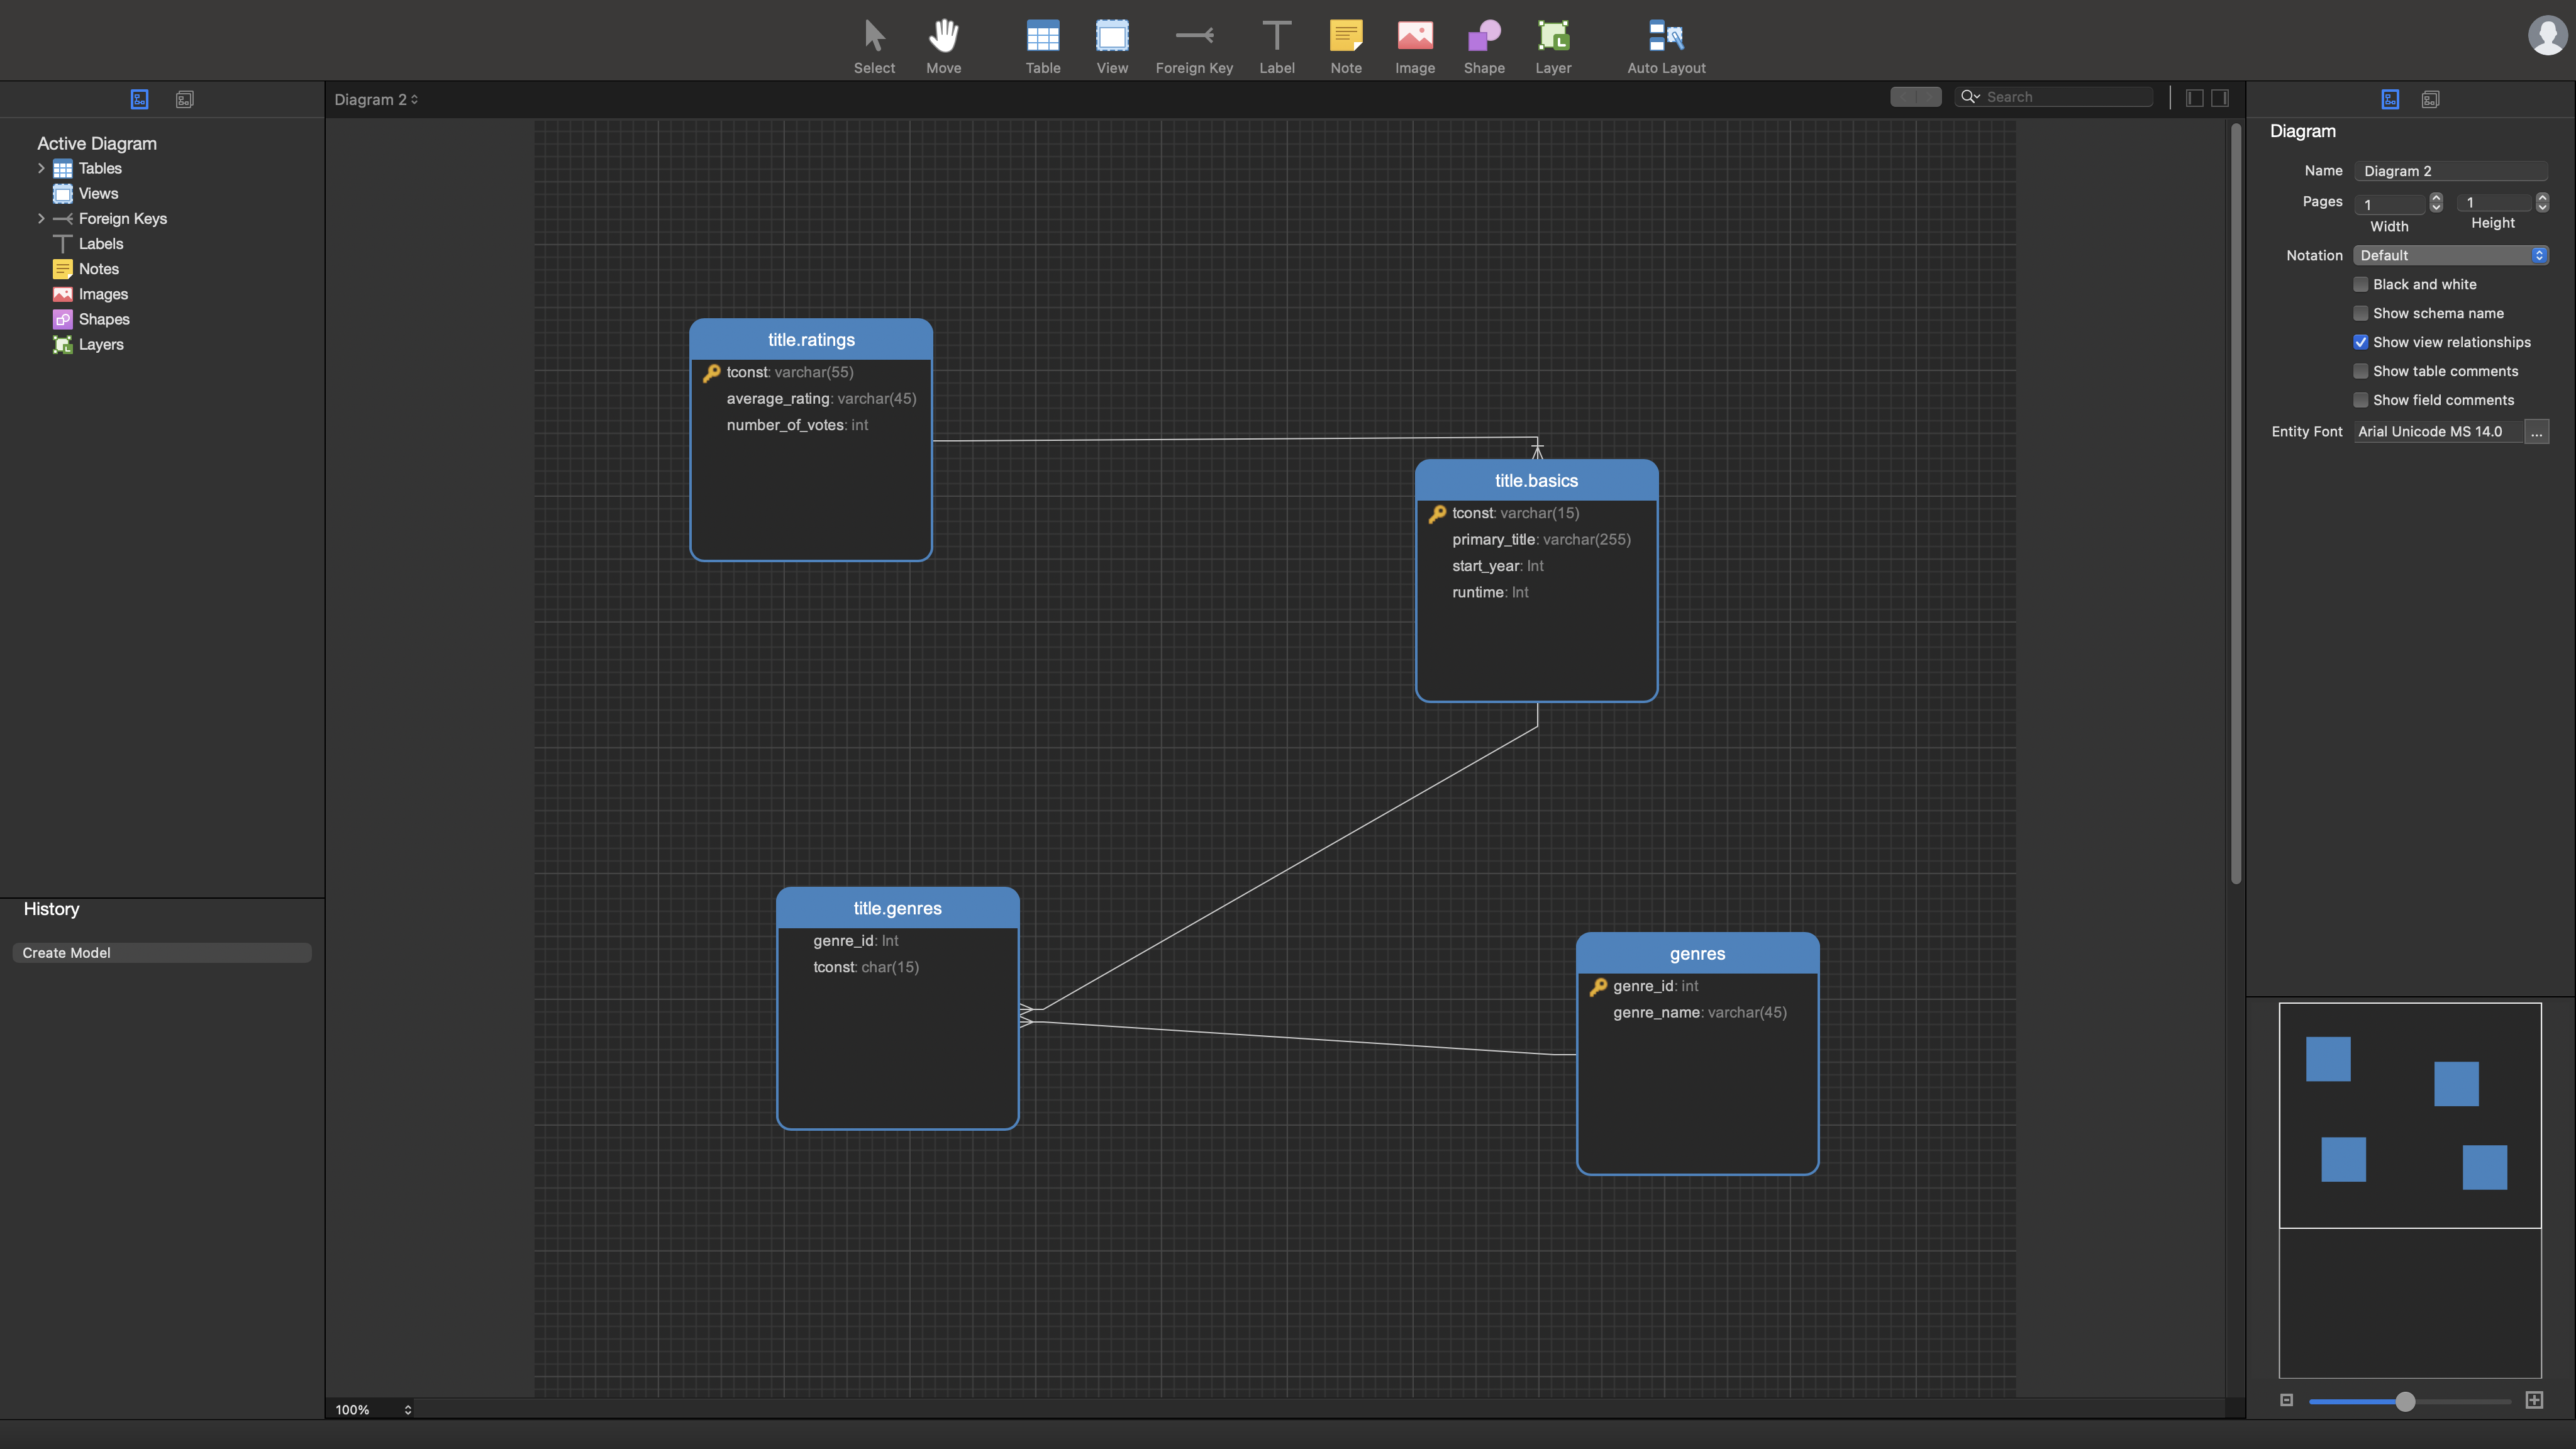 Select
Move
Table
View
Foreign Key
Label
Note
Image
Shape
Layer
Auto Layout
Active Diagram
Tables
Views
Foreign Keys
Labels
Notes
Images
Shapes
Layers
History
Create Model
Diagram 2
Search
title.ratings
tconst: varchar(55)
average_rating: varchar(45)
number_of_votes: int
title.basics
tconst: varchar(15)
primary_title: varchar(255)
start_year: Int
runtime: Int
title.genres
genre_id: Int
tconst: char(15)
genres
genre_id: int
genre_name: varchar(45)
100%
Diagram
Name Diagram 2
Pages 1 1
Width Height
Notation Default
Black and white
Show schema name
Show view relationships
Show table comments
Show field comments
Entity Font Arial Unicode MS 14.0 ...